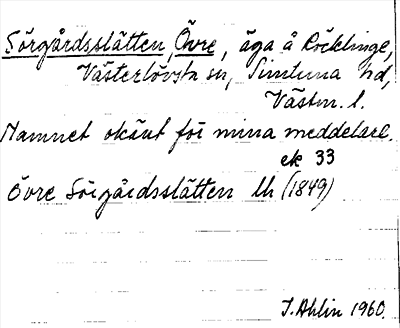 Sörgårdsslätten, Övre, äga å Röcklinge,
Västerlövsta sn, Simtuna hd,
Västm. l.
Namnet okänt för mina meddelare.
ek 33
Övre Sörgårdsslätten Lh (1849)
J. Ahlin 1960.